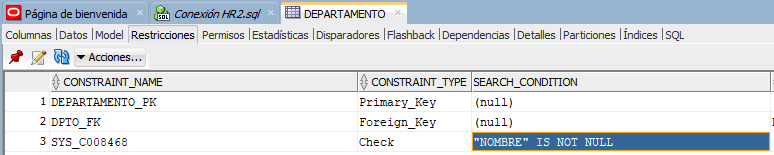 Página de bienvenida Conexión HR2.sql DEPARTAMENTO
Columnas Datos Model Restricciones Permisos Estadísticas Disparadores Flashback Dependencias Detalles Particiones Índices SQL
Acciones...
CONSTRAINT_NAME CONSTRAINT_TYPE SEARCH_CONDITION
1 DEPARTAMENTO_PK Primary_Key (null)
2 DPTO_FK Foreign_Key (null)
3 SYS_C008468 Check "NOMBRE" IS NOT NULL